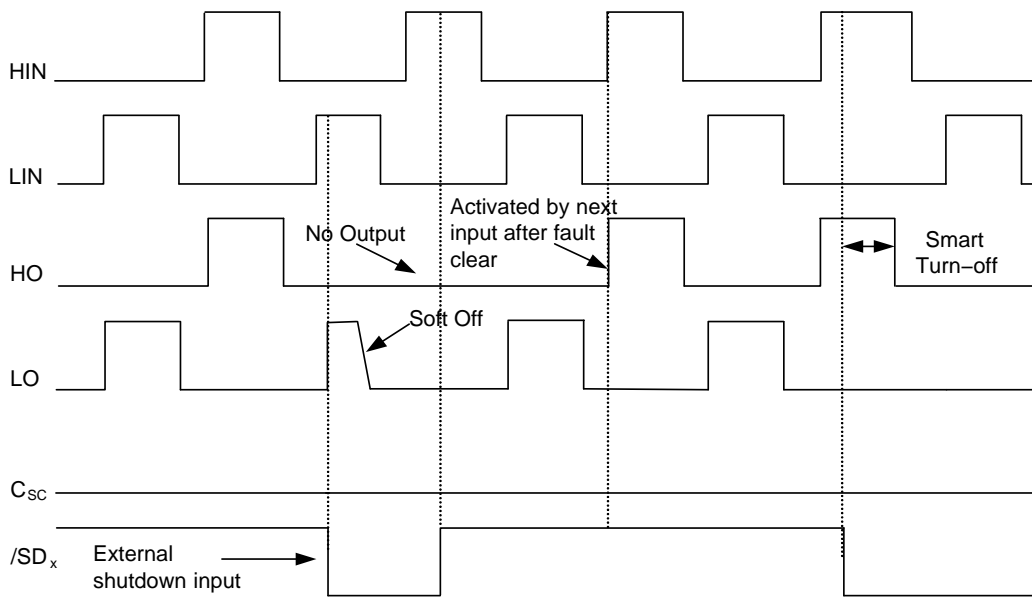 HIN
LIN
No Output
Activated by next
input after fault
clear
Smart
Turn−off
HO
Soft Off
LO
CSC
/SDx
External
shutdown input